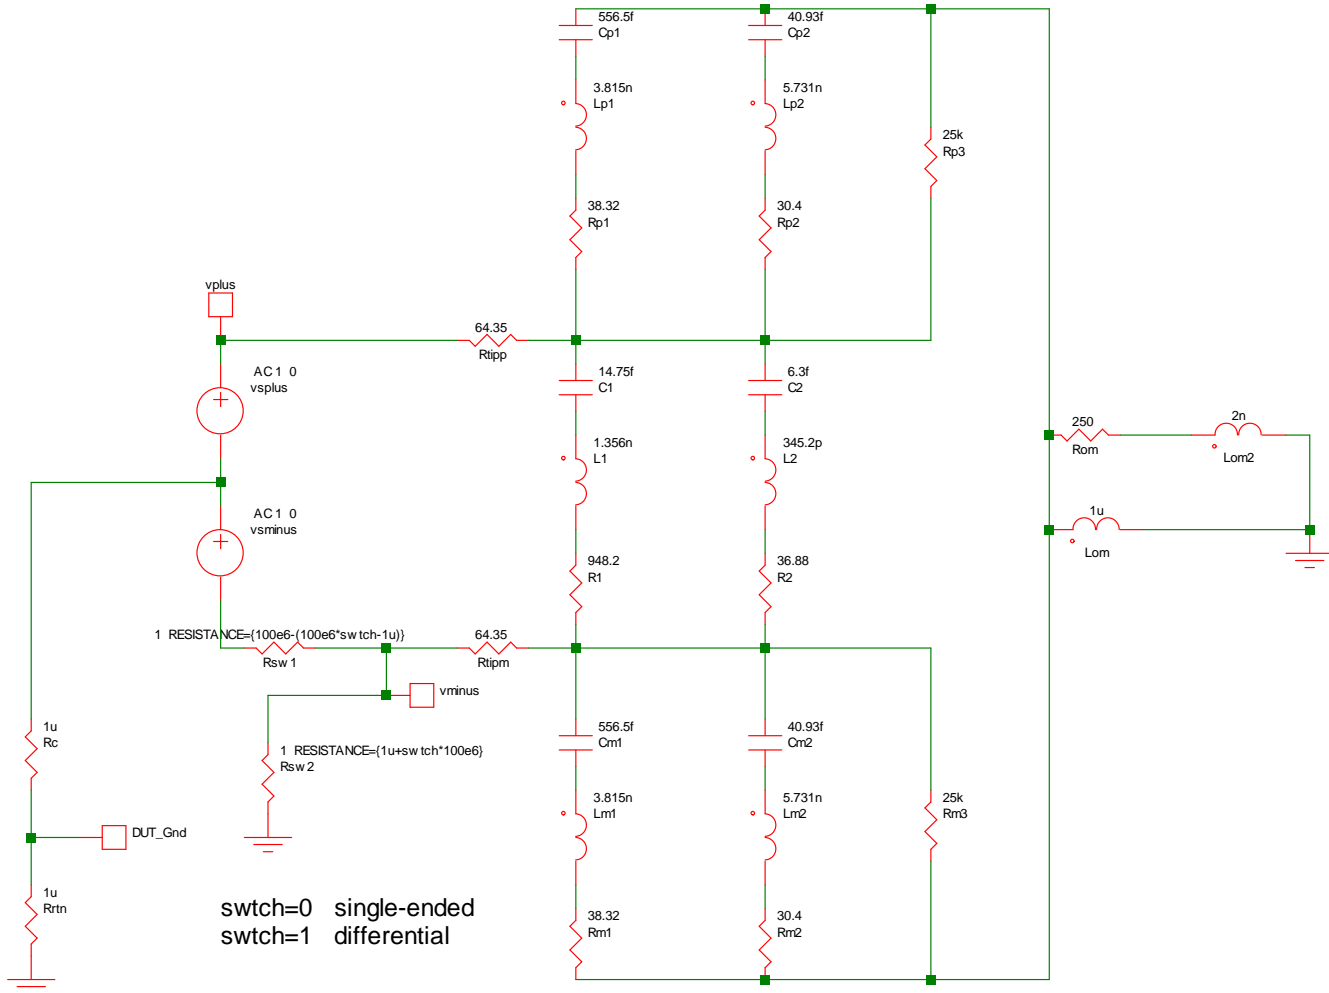 556.5f
Cp1
40.93f
Cp2
3.815n
Lp1
5.731n
Lp2
25k
Rp3
38.32
Rp1
30.4
Rp2
vplus
64.35
Rtipp
AC 1 0
vsplus
14.75f
C1
6.3f
C2
250
Rom
2n
Lom2
1.356n
L1
345.2p
L2
AC 1 0
vsminus
1u
Lom
948.2
R1
36.88
R2
1 RESISTANCE={100e6-(100e6*swtch-1u)}
Rsw1
64.35
Rtipm
vminus
1u
Rc
1 RESISTANCE={1u+swtch*100e6}
Rsw2
556.5f
Cm1
40.93f
Cm2
3.815n
Lm1
5.731n
Lm2
25k
Rm3
DUT_Gnd
1u
Rrtn
swtch=0 single-ended
swtch=1 differential
38.32
Rm1
30.4
Rm2